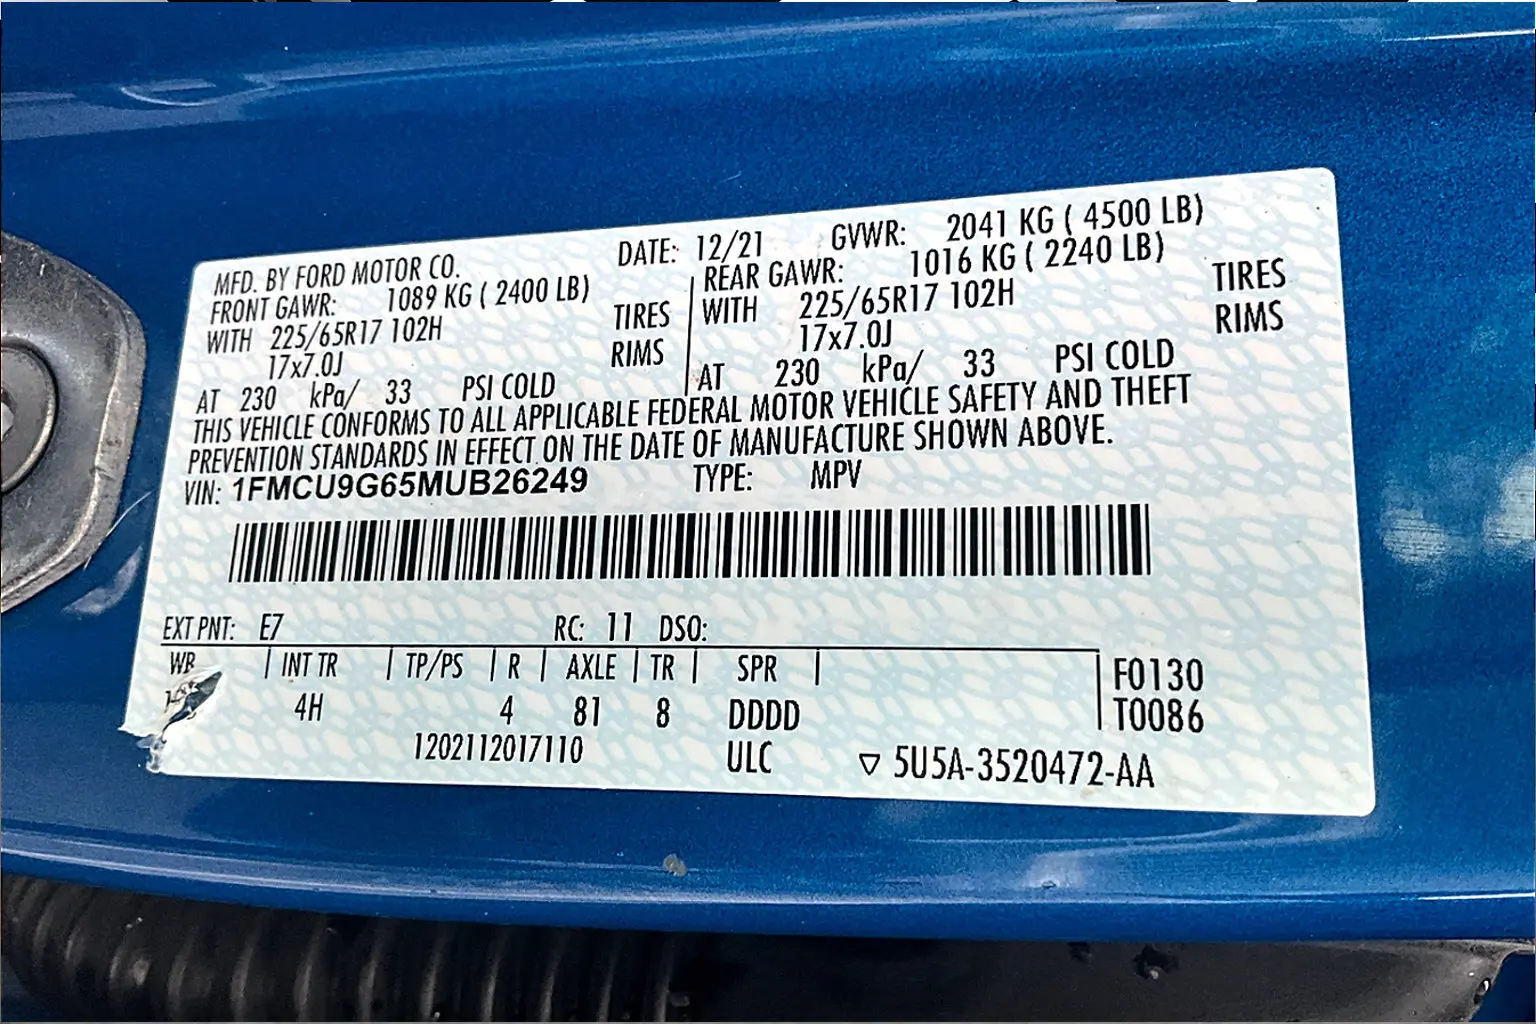 MFD. BY FORD MOTOR CO. DATE: 12/21 GVWR: 2041 KG ( 4500 LB)
FRONT GAWR: 1089 KG ( 2400 LB) REAR GAWR: 1016 KG ( 2240 LB)
WITH 225/65R17 102H TIRES WITH 225/65R17 102H TIRES
17x7.0J RIMS 17x7.0J RIMS
AT 230 kPa/ 33 PSI COLD AT 230 kPa/ 33 PSI COLD
THIS VEHICLE CONFORMS TO ALL APPLICABLE FEDERAL MOTOR VEHICLE SAFETY AND THEFT
PREVENTION STANDARDS IN EFFECT ON THE DATE OF MANUFACTURE SHOWN ABOVE.
VIN: 1FMCU9G65MUB26249 TYPE: MPV
EXT PNT: E7 RC: 11 DSO:
WB INT TR TP/PS R AXLE TR SPR F0130
4H 4 81 8 DDDD T0086
1202112017110 ULC ▽ 5U5A-3520472-AA